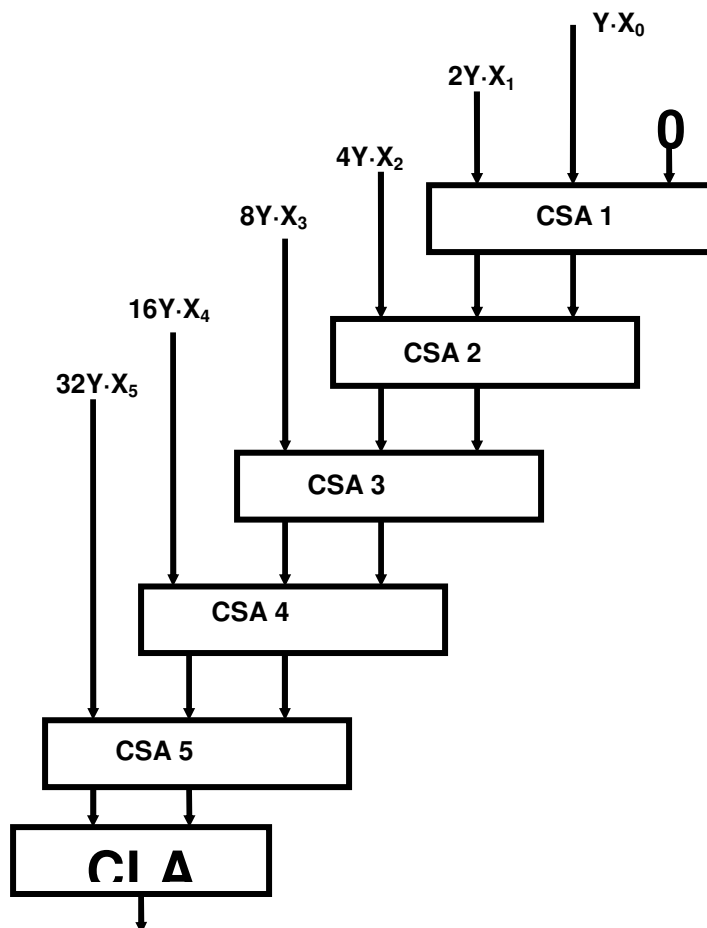 Y·X₀
2Y·X₁
0
4Y·X₂
CSA 1
8Y·X₃
16Y·X₄
CSA 2
32Y·X₅
CSA 3
CSA 4
CSA 5
CLA